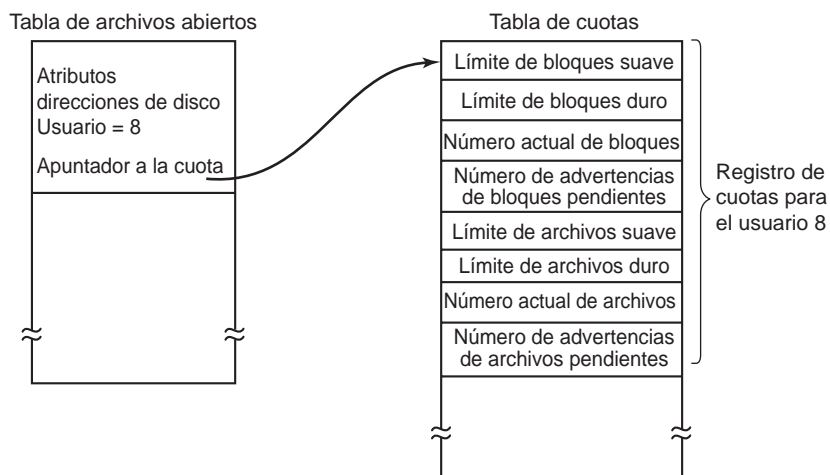 Tabla de archivos abiertos
Atributos
direcciones de disco
Usuario = 8
Apuntador a la cuota
Tabla de cuotas
Límite de bloques suave
Límite de bloques duro
Número actual de bloques
Número de advertencias
de bloques pendientes
Límite de archivos suave
Límite de archivos duro
Número actual de archivos
Número de advertencias
de archivos pendientes
Registro de
cuotas para
el usuario 8